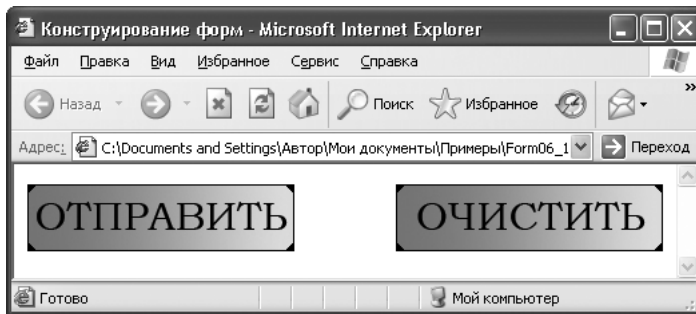 Конструирование форм - Microsoft Internet Explorer
Файл Правка Вид Избранное Сервис Справка
Назад Поиск Избранное »
Адрес: C:\Documents and Settings\Автор\Мои документы\Примеры\Form06_1 Переход
ОТПРАВИТЬ ОЧИСТИТЬ
Готово Мой компьютер